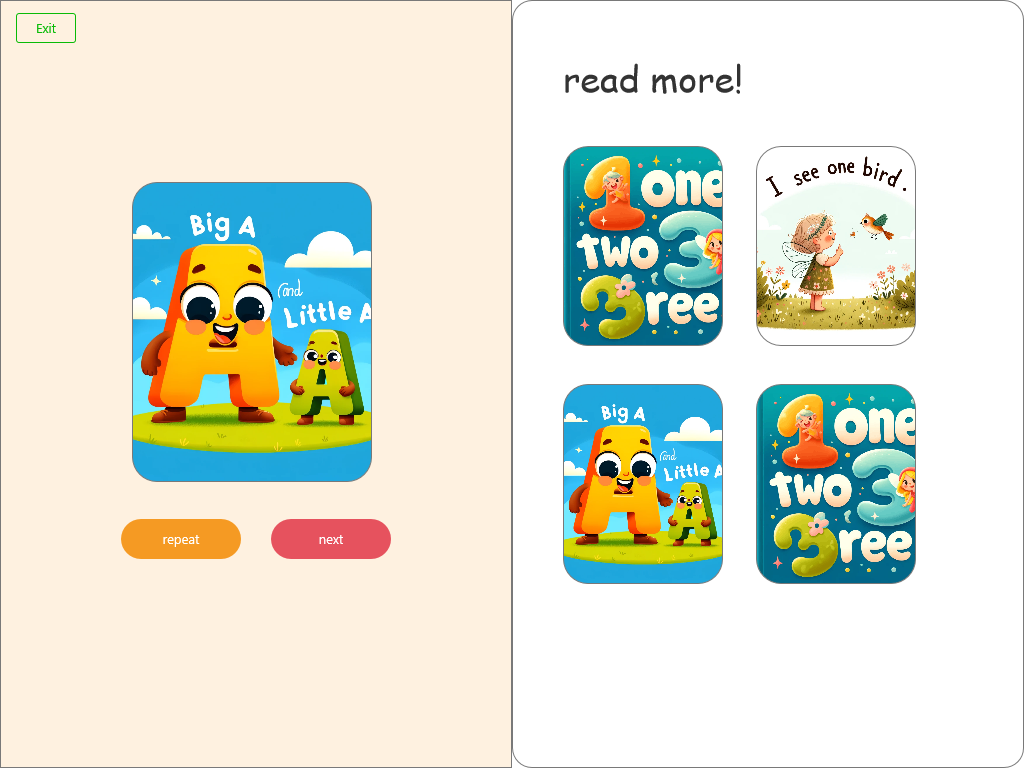 Exit
Big A
and
Little A
repeat
next
read more!
1 one
two 3
3ree
I see one bird.
Big A
and
Little A
1 one
two 3
3ree